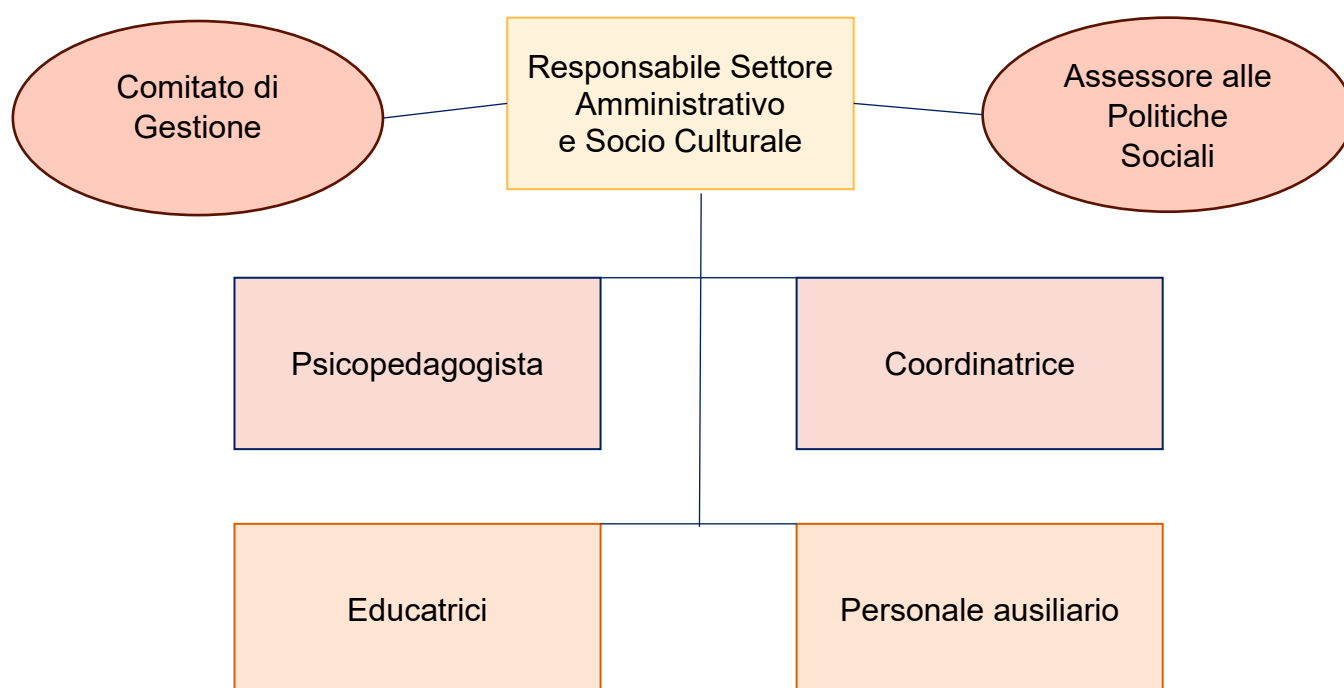 Comitato di
Gestione
Responsabile Settore
Amministrativo
e Socio Culturale
Assessore alle
Politiche
Sociali
Psicopedagogista
Coordinatrice
Educatrici
Personale ausiliario